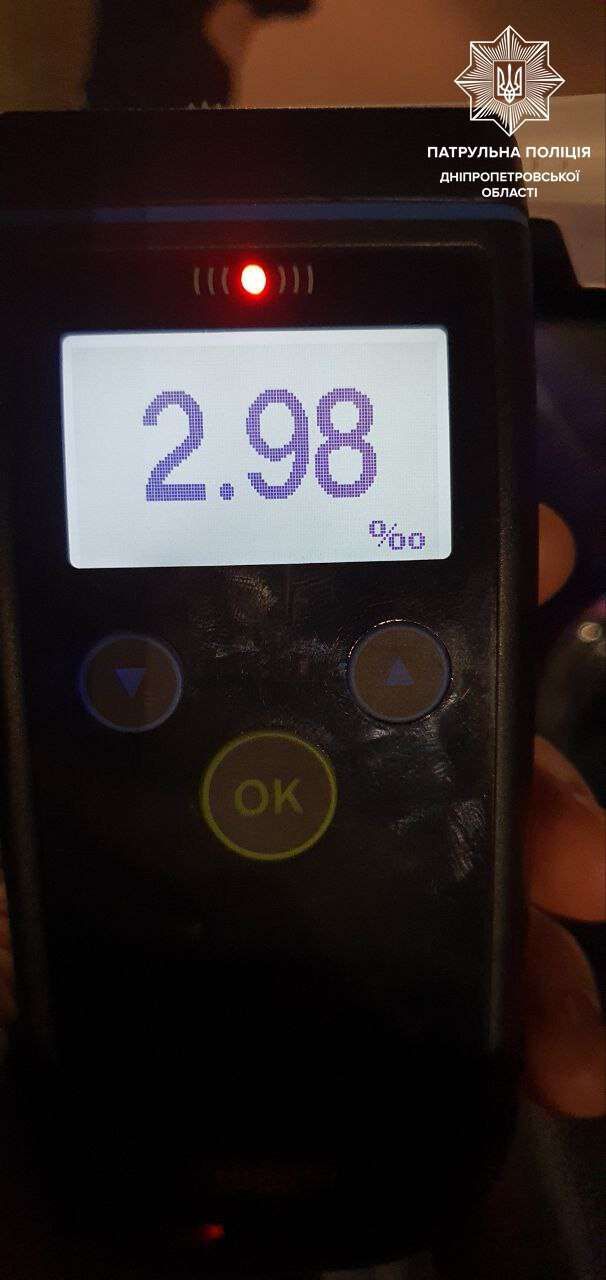 ПАТРУЛЬНА ПОЛІЦІЯ
ДНІПРОПЕТРОВСЬКОЇ
ОБЛАСТІ
2.98
‰
OK